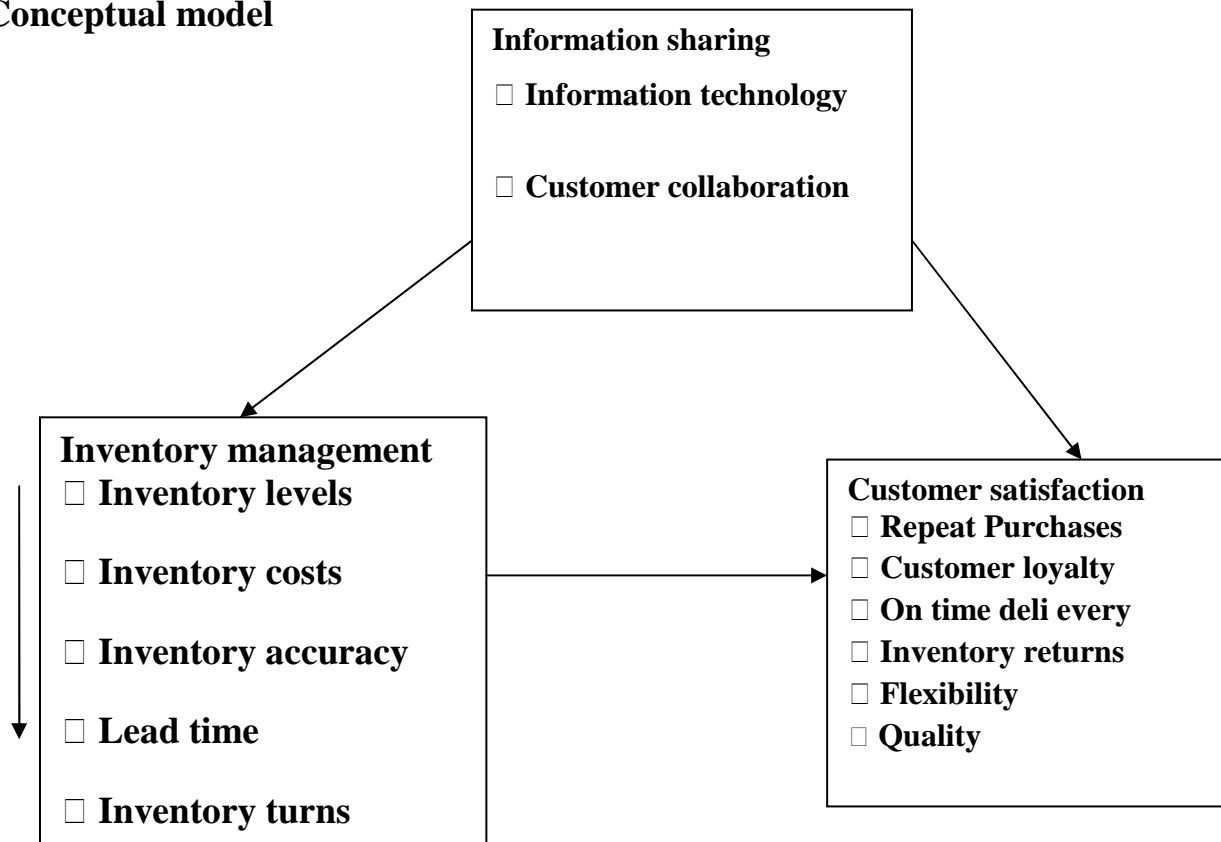 Conceptual model
Information sharing
□ Information technology
□ Customer collaboration
Inventory management
□ Inventory levels
□ Inventory costs
□ Inventory accuracy
□ Lead time
□ Inventory turns
Customer satisfaction
□ Repeat Purchases
□ Customer loyalty
□ On time deli every
□ Inventory returns
□ Flexibility
□ Quality